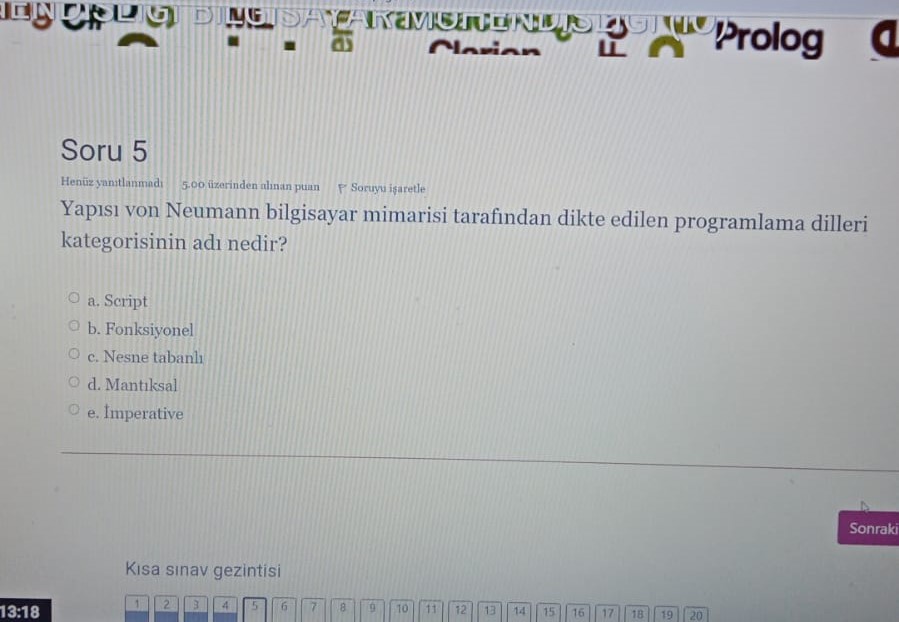 Clarion
Prolog
Soru 5
Henüz yanıtlanmadı 5.00 üzerinden alınan puan Soruyu işaretle
Yapısı von Neumann bilgisayar mimarisi tarafından dikte edilen programlama dilleri
kategorisinin adı nedir?
a. Script
b. Fonksiyonel
c. Nesne tabanlı
d. Mantıksal
e. İmperative
Sonraki
Kısa sınav gezintisi
13:18
1 2 3 4 5 6 7 8 9 10 11 12 13 14 15 16 17 18 19 20